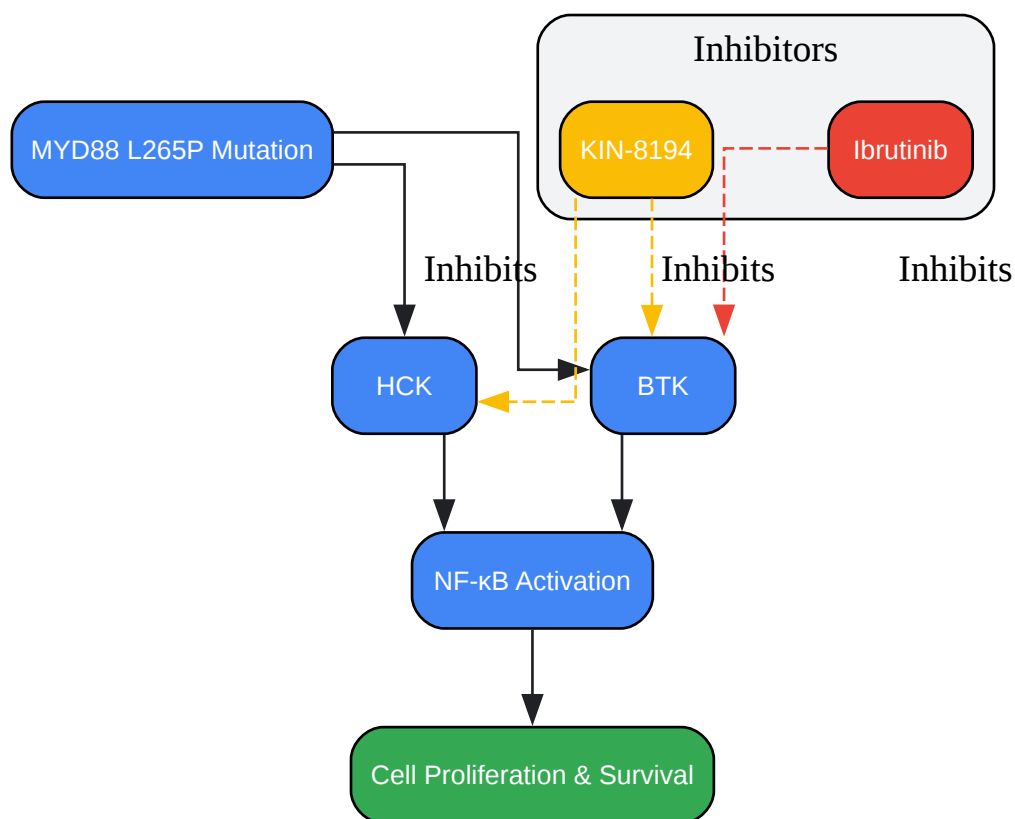 Inhibitors
MYD88 L265P Mutation
KIN-8194
Ibrutinib
Inhibits
Inhibits
Inhibits
HCK
BTK
NF-κB Activation
Cell Proliferation & Survival